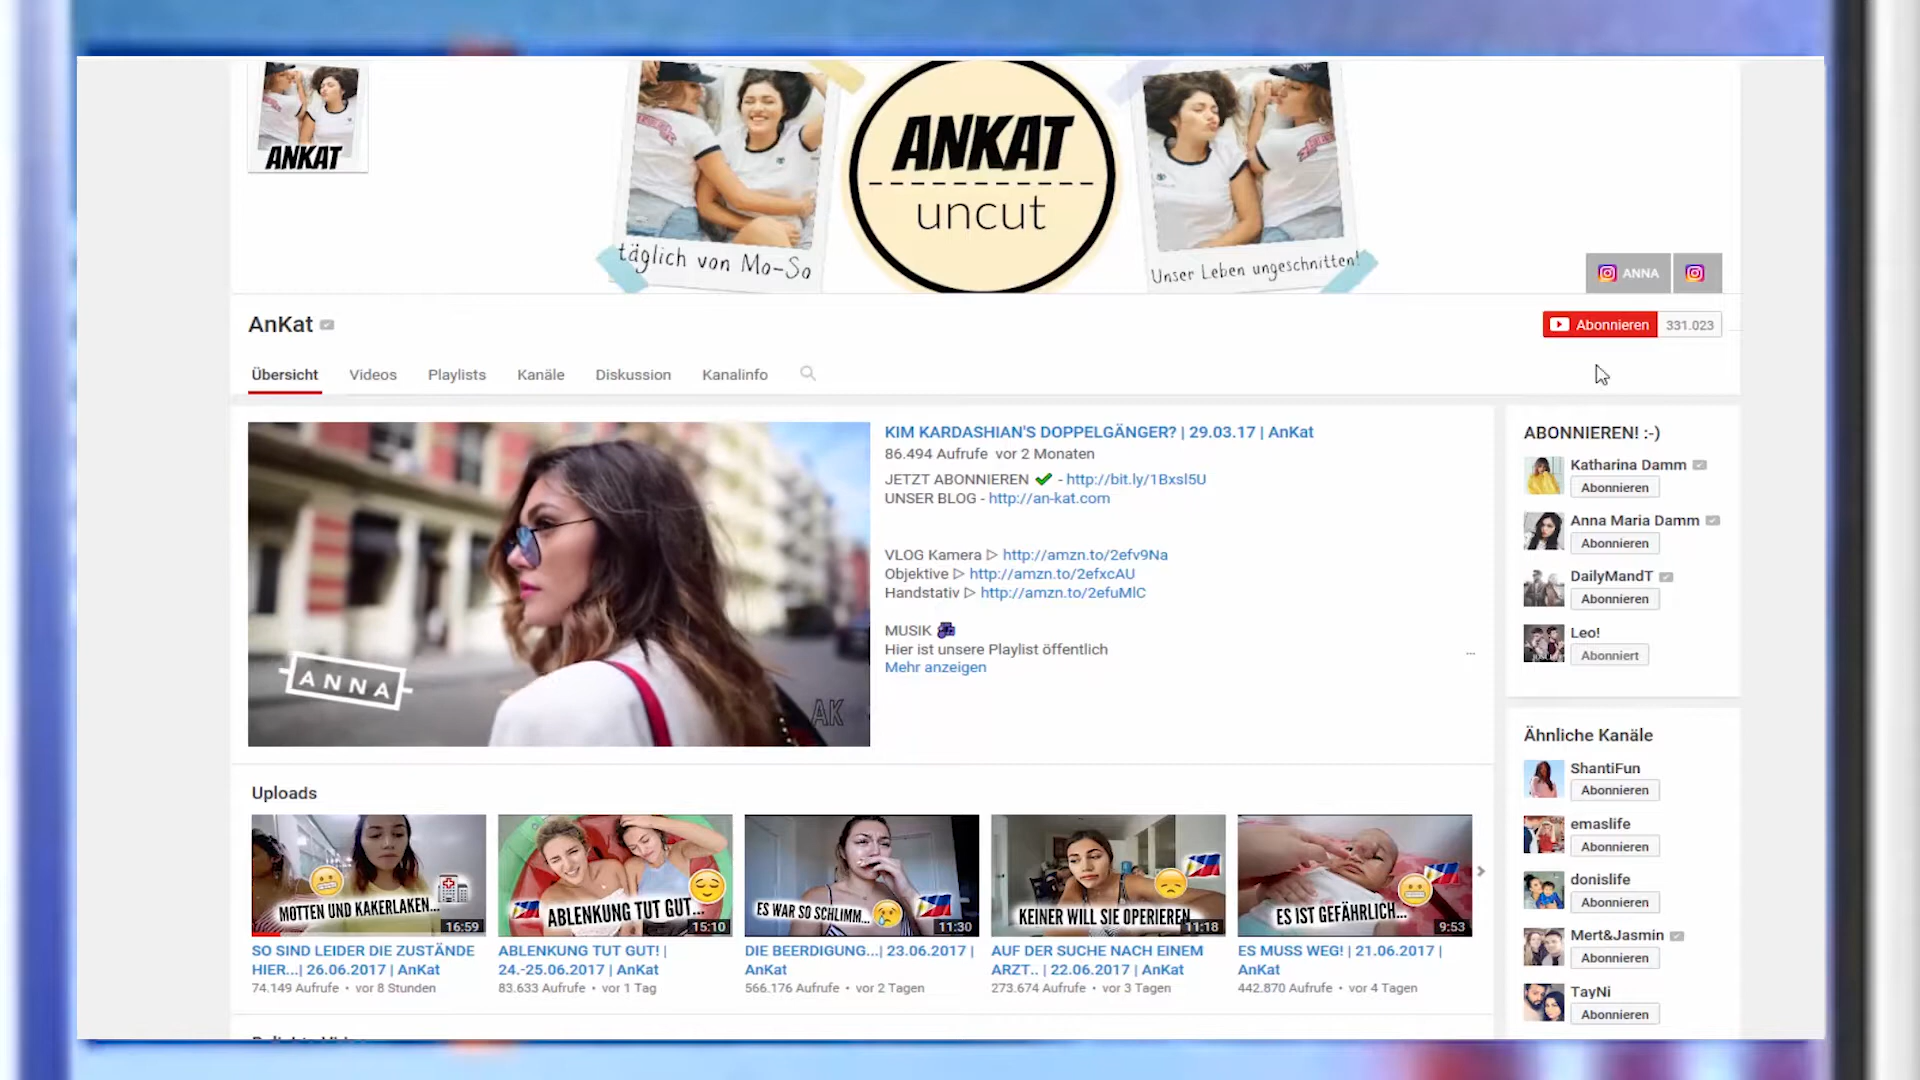 ANKAT
täglich von Mo-So
ANKAT
uncut
Unser Leben ungeschnitten!
ANNA
AnKat
Abonnieren 331.023
Übersicht Videos Playlists Kanäle Diskussion Kanalinfo
ANNA
AK
KIM KARDASHIAN'S DOPPELGÄNGER? | 29.03.17 | AnKat
86.494 Aufrufe vor 2 Monaten
JETZT ABONNIEREN ✔ - http://bit.ly/1Bxsl5U
UNSER BLOG - http://an-kat.com
VLOG Kamera ▷ http://amzn.to/2efv9Na
Objektive ▷ http://amzn.to/2efxcAU
Handstativ ▷ http://amzn.to/2efuMlC
MUSIK
Hier ist unsere Playlist öffentlich
...
Mehr anzeigen
ABONNIEREN! :-)
Katharina Damm
Abonnieren
Anna Maria Damm
Abonnieren
DailyMandT
Abonnieren
Leo!
Abonniert
Ähnliche Kanäle
ShantiFun
Abonnieren
emaslife
Abonnieren
donislife
Abonnieren
Mert&Jasmin
Abonnieren
TayNi
Abonnieren
Uploads
MOTTEN UND KAKERLAKEN...
16:59
SO SIND LEIDER DIE ZUSTÄNDE
HIER...| 26.06.2017 | AnKat
74.149 Aufrufe • vor 8 Stunden
ABLENKUNG TUT GUT...
15:10
ABLENKUNG TUT GUT! |
24.-25.06.2017 | AnKat
83.633 Aufrufe • vor 1 Tag
ES WAR SO SCHLIMM...
11:30
DIE BEERDIGUNG...| 23.06.2017 |
AnKat
566.176 Aufrufe • vor 2 Tagen
KEINER WILL SIE OPERIEREN
11:18
AUF DER SUCHE NACH EINEM
ARZT.. | 22.06.2017 | AnKat
273.674 Aufrufe • vor 3 Tagen
ES IST GEFÄHRLICH...
9:53
ES MUSS WEG! | 21.06.2017 |
AnKat
442.870 Aufrufe • vor 4 Tagen